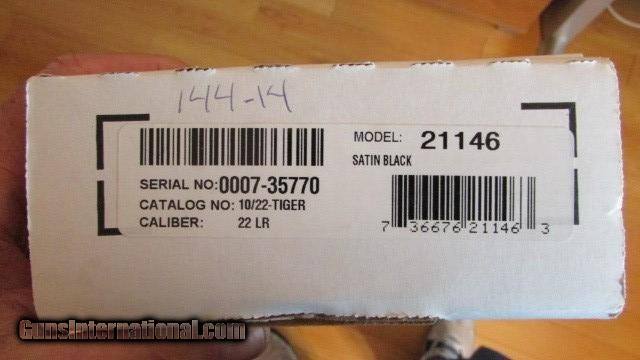 144-14
MODEL: 21146
SATIN BLACK
SERIAL NO: 0007-35770
CATALOG NO: 10/22-TIGER
CALIBER: 22 LR
7 36676 21146 3
GunsInternational.com